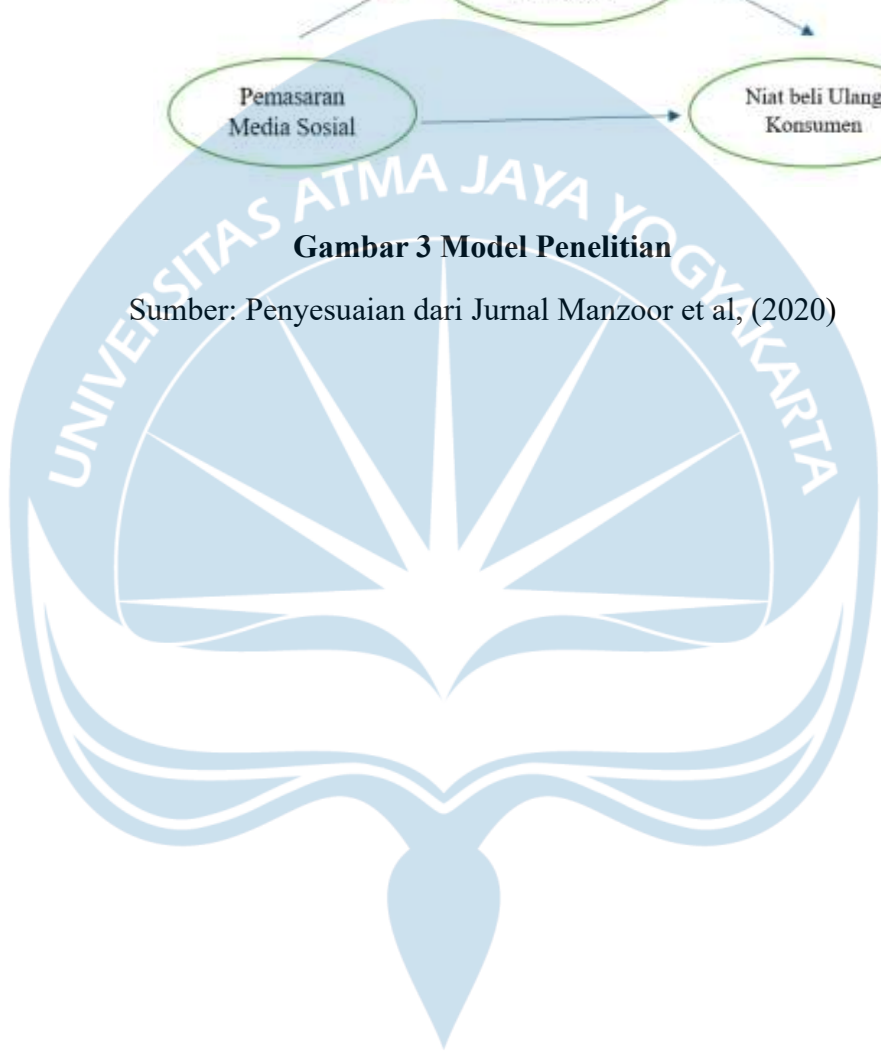 Pemasaran
Media Sosial
Niat beli Ulang
Konsumen
UNIVERSITAS ATMA JAYA YOGYAKARTA
Gambar 3 Model Penelitian
Sumber: Penyesuaian dari Jurnal Manzoor et al, (2020)